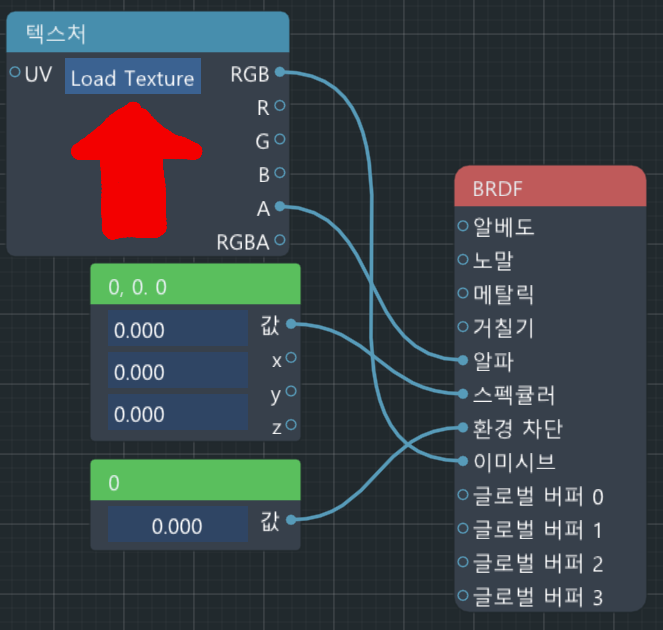 텍스처
UV Load Texture RGB
R
G
B
A
RGBA
0, 0. 0
0.000 값
0.000 x
0.000 y
z
0
0.000 값
BRDF
알베도
노말
메탈릭
거칠기
알파
스펙큘러
환경 차단
이미시브
글로벌 버퍼 0
글로벌 버퍼 1
글로벌 버퍼 2
글로벌 버퍼 3